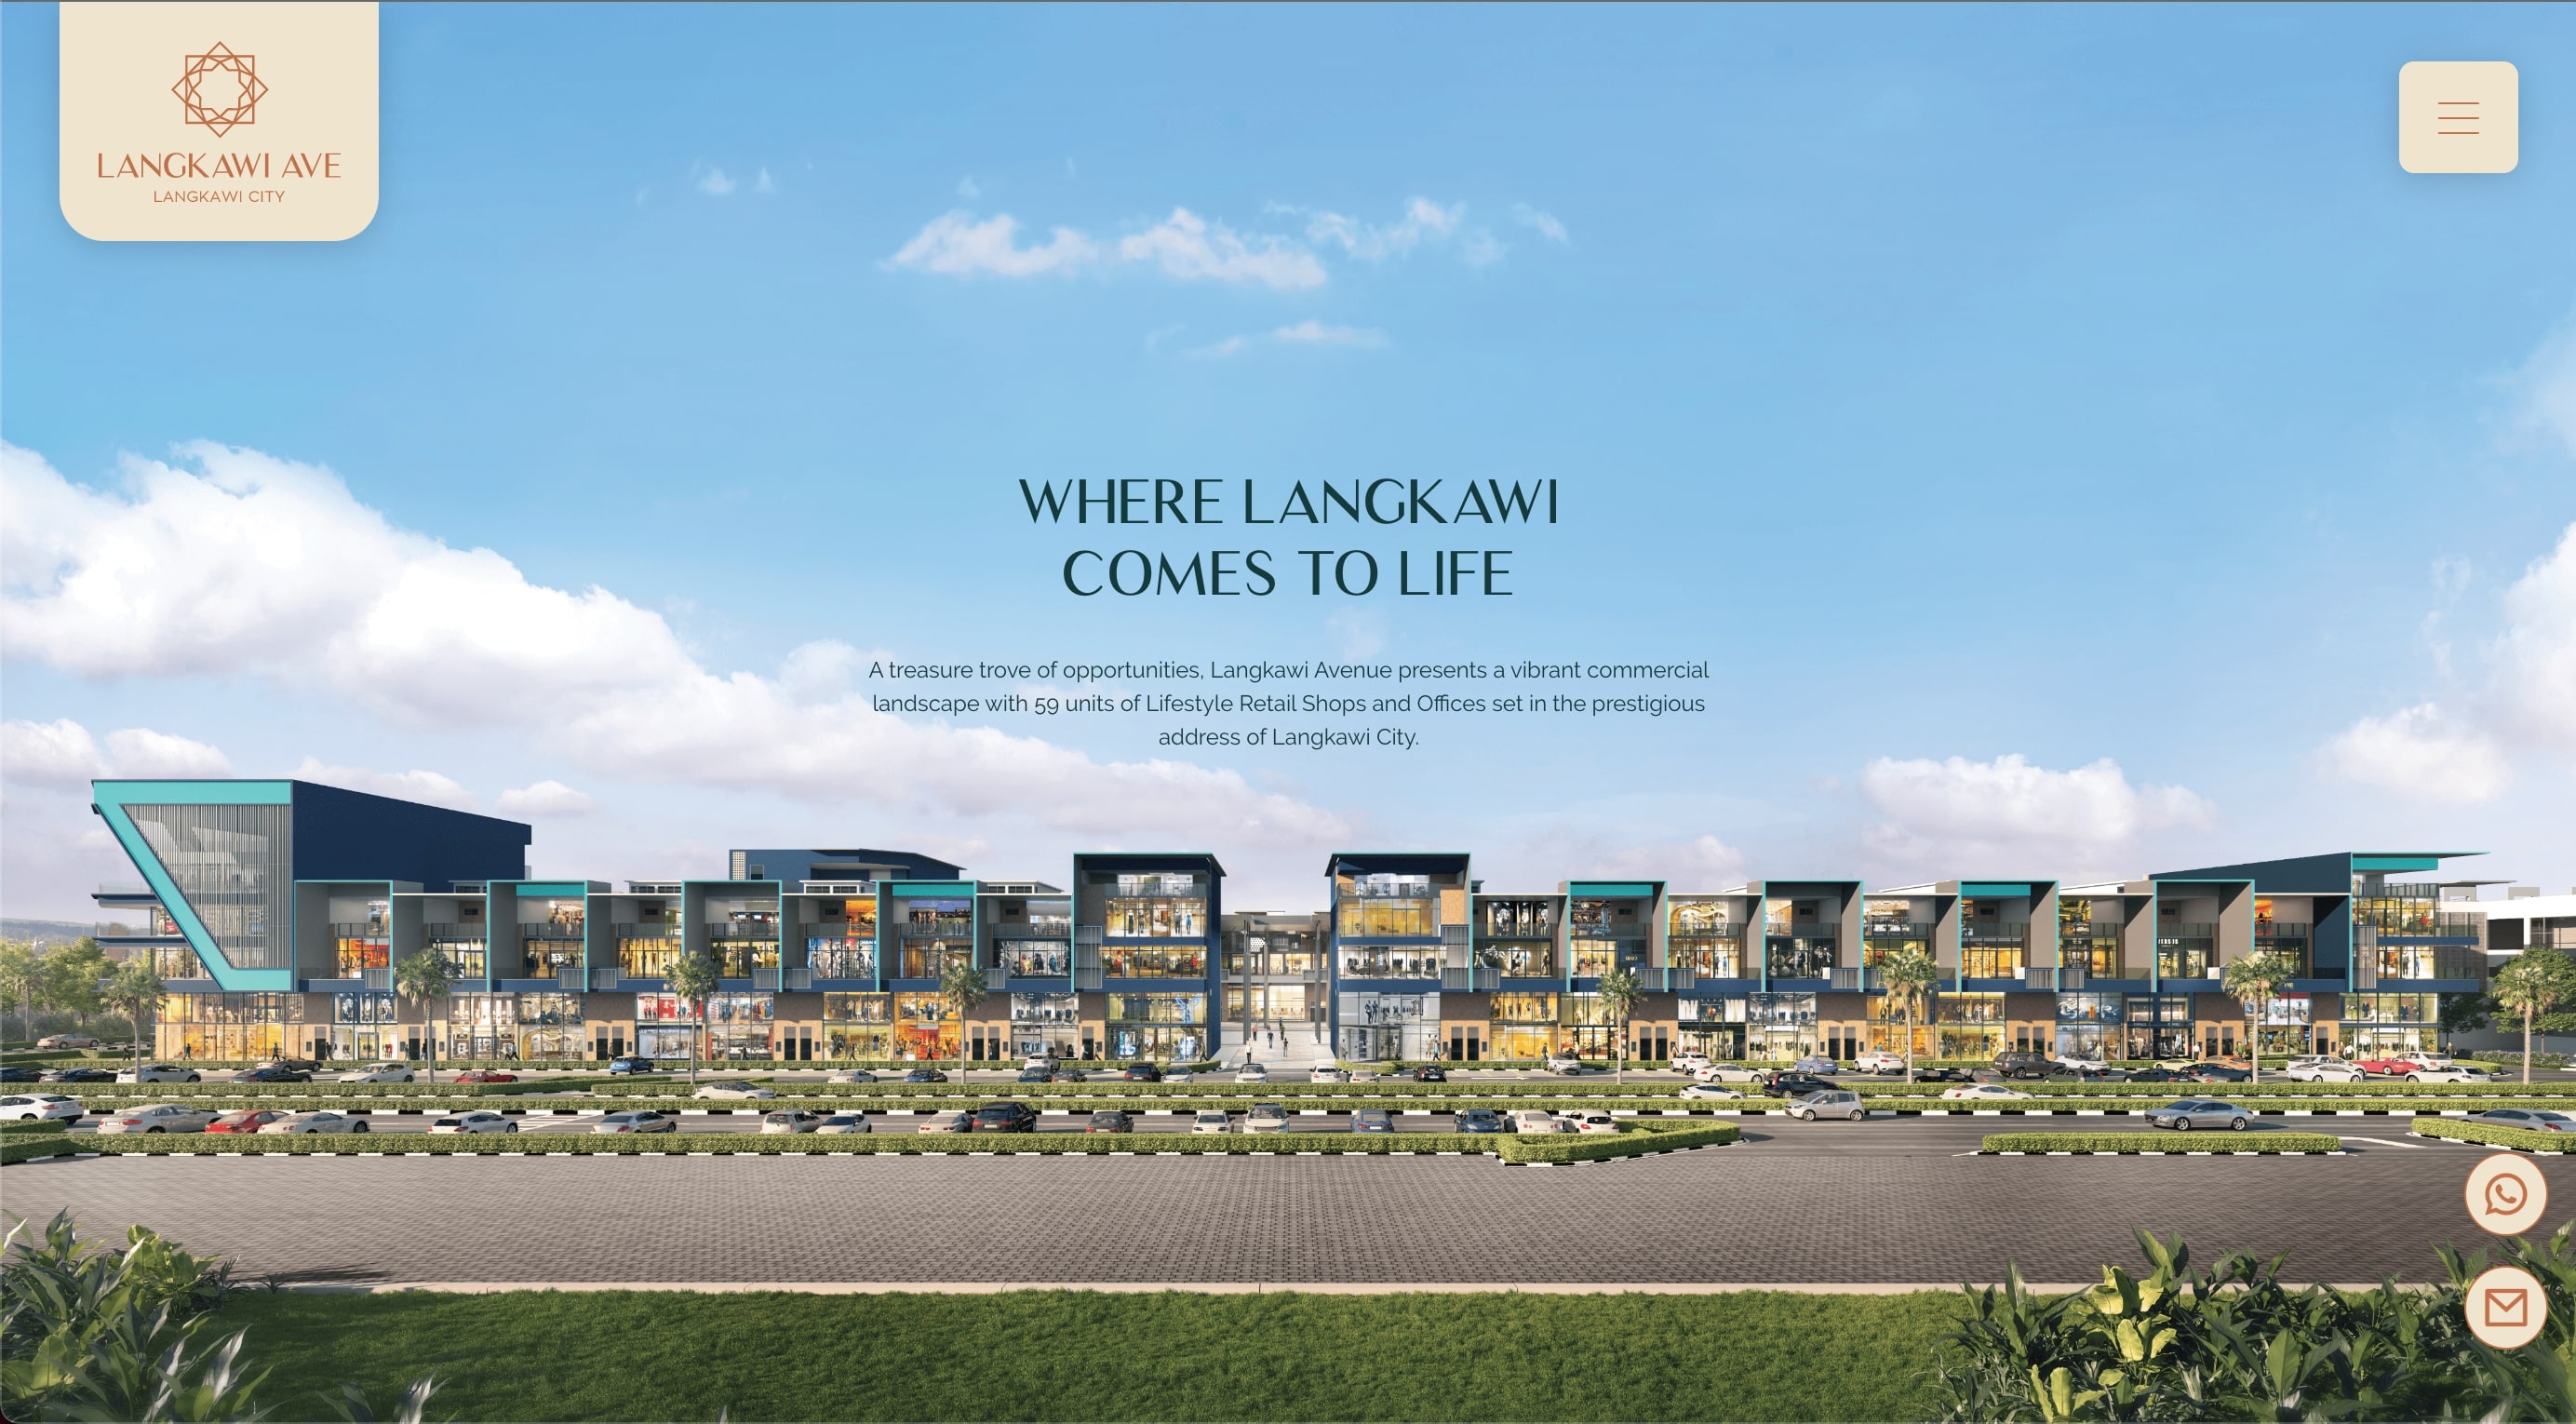 LANGKAWI AVE
LANGKAWI CITY
WHERE LANGKAWI
COMES TO LIFE
A treasure trove of opportunities, Langkawi Avenue presents a vibrant commercial
landscape with 59 units of Lifestyle Retail Shops and Offices set in the prestigious
address of Langkawi City.